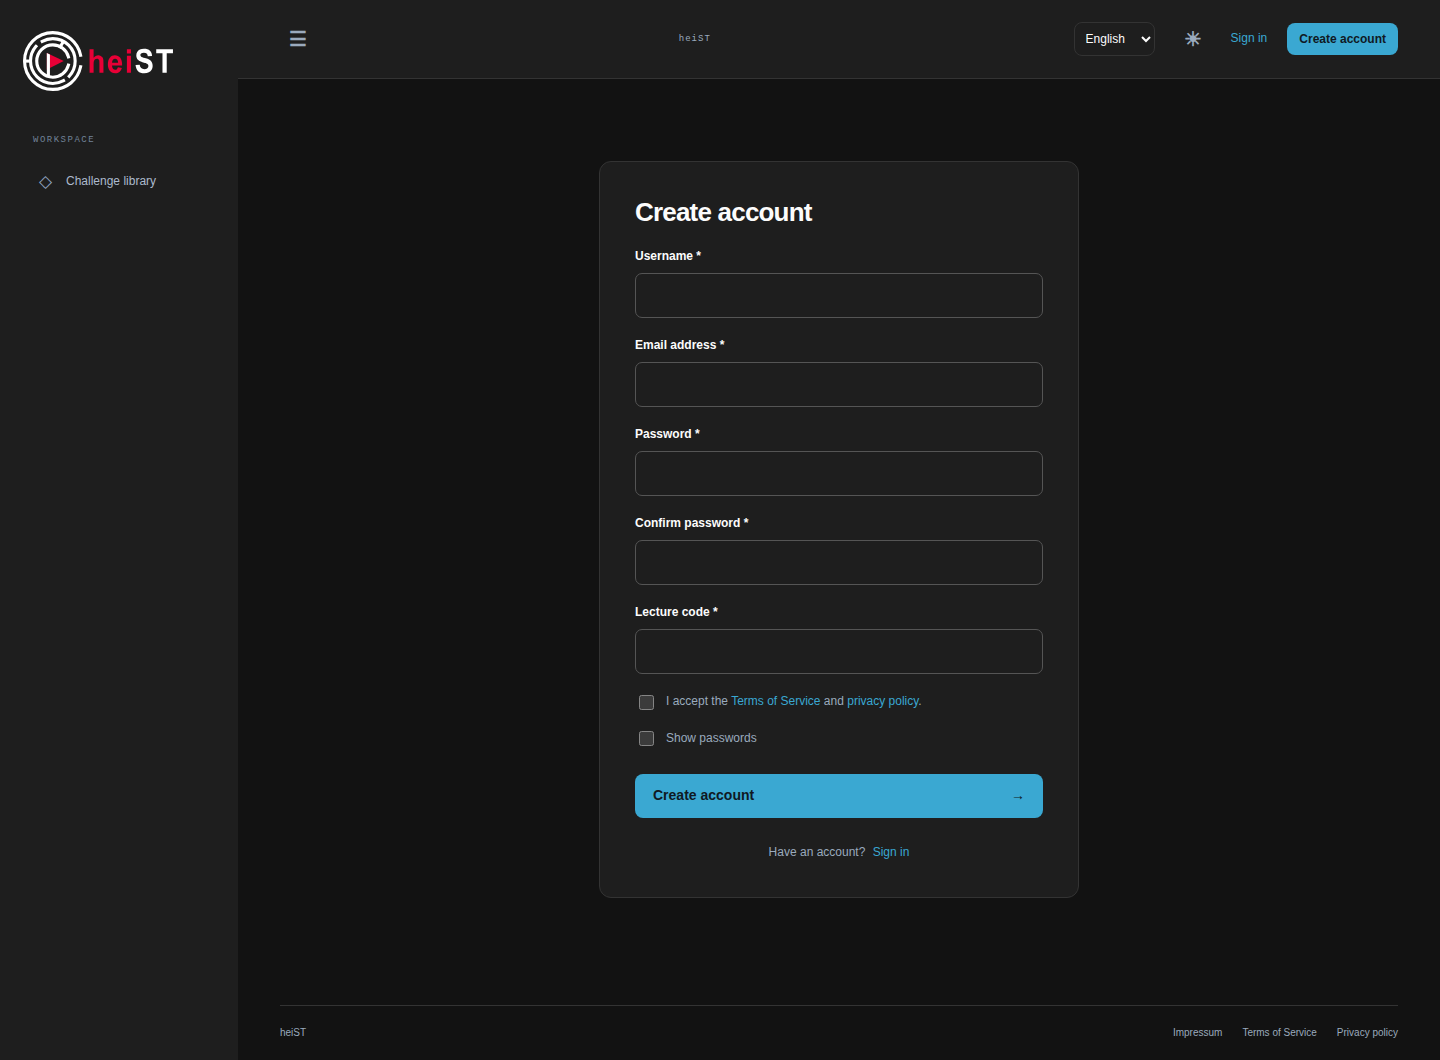 heiST
WORKSPACE
Challenge library
heiST
English
Sign in
Create account
Create account
Username *
Email address *
Password *
Confirm password *
Lecture code *
I accept the Terms of Service and privacy policy.
Show passwords
Create account →
Have an account? Sign in
heiST
Impressum
Terms of Service
Privacy policy